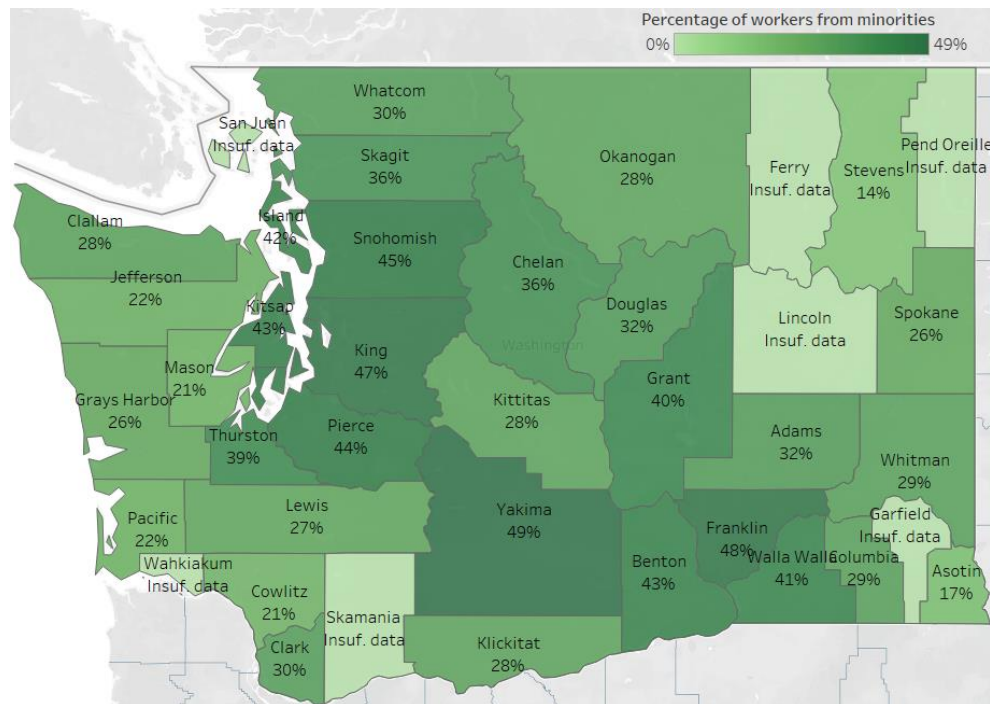 Percentage of workers from minorities
0%
49%
Whatcom
30%
San Juan
Insuf. data
Skagit
36%
Okanogan
28%
Ferry
Insuf. data
Stevens
14%
Pend Oreille
Insuf. data
Clallam
28%
Island
42%
Snohomish
45%
Chelan
36%
Jefferson
22%
Kitsap
43%
Douglas
32%
Lincoln
Insuf. data
Spokane
26%
Washington
King
47%
Mason
21%
Grant
40%
Grays Harbor
26%
Kittitas
28%
Thurston
39%
Pierce
44%
Adams
32%
Whitman
29%
Lewis
27%
Yakima
49%
Pacific
22%
Franklin
48%
Garfield
Insuf. data
Wahkiakum
Insuf. data
Benton
43%
Walla Walla
41%
Columbia
29%
Asotin
17%
Cowlitz
21%
Skamania
Insuf. data
Clark
30%
Klickitat
28%